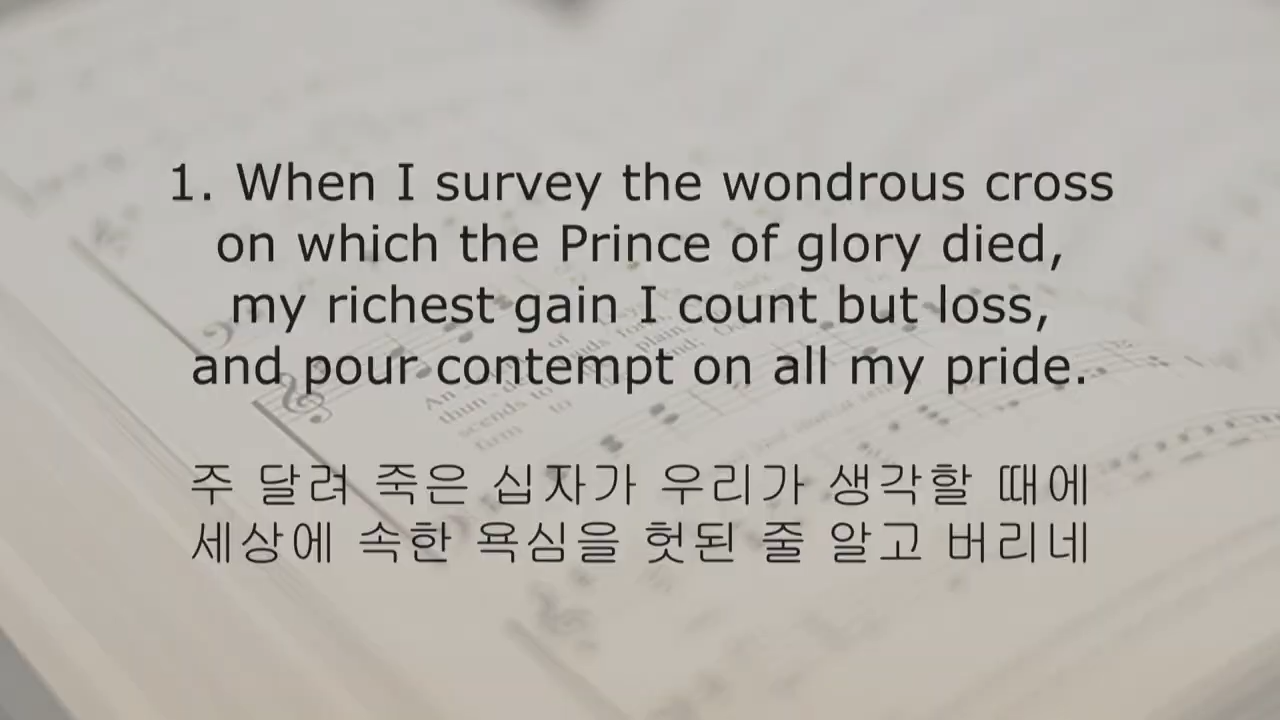 1. When I survey the wondrous cross
on which the Prince of glory died,
my richest gain I count but loss,
and pour contempt on all my pride.
주 달려 죽은 십자가 우리가 생각할 때에
세상에 속한 욕심을 헛된 줄 알고 버리네